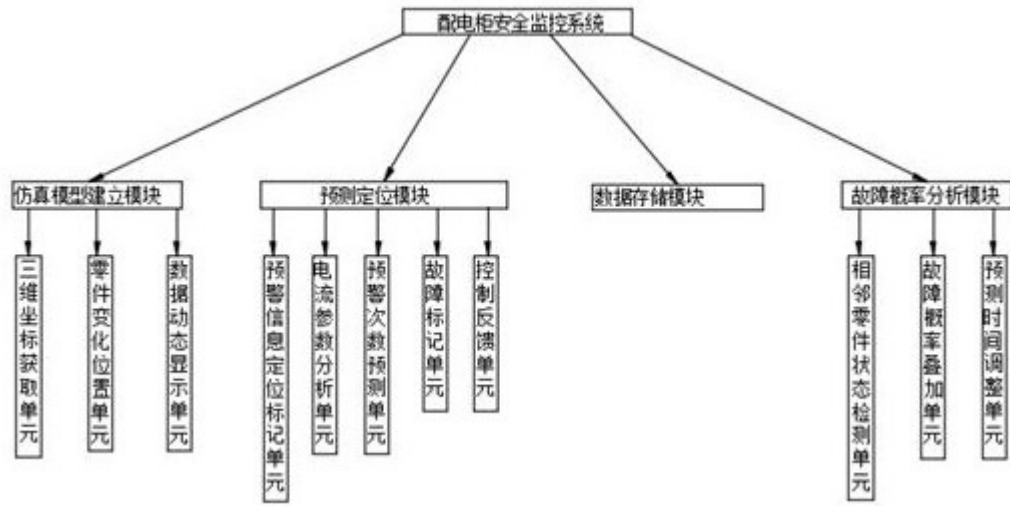 配电柜安全监控系统
仿真模型建立模块
预测定位模块
数据存储模块
故障概率分析模块
三维坐标获取单元
零件变化位置单元
数据动态显示单元
预警信息定位标记单元
电流参数分析单元
预警次数预测单元
故障标记单元
控制反馈单元
相邻零件状态检测单元
故障概率叠加单元
预测时间调整单元